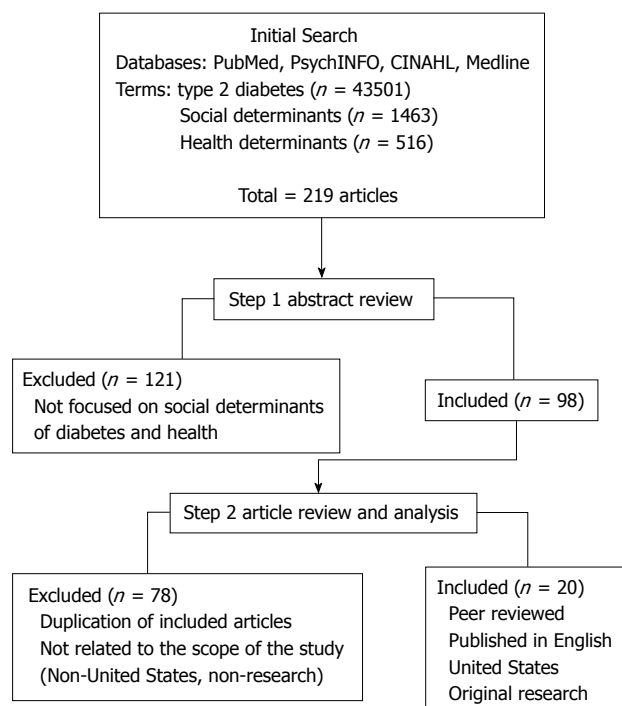 Initial Search
Databases: PubMed, PsychINFO, CINAHL, Medline
Terms: type 2 diabetes (n = 43501)
Social determinants (n = 1463)
Health determinants (n = 516)
Total = 219 articles
Step 1 abstract review
Excluded (n = 121)
Not focused on social determinants
of diabetes and health
Included (n = 98)
Step 2 article review and analysis
Excluded (n = 78)
Duplication of included articles
Not related to the scope of the study
(Non-United States, non-research)
Included (n = 20)
Peer reviewed
Published in English
United States
Original research